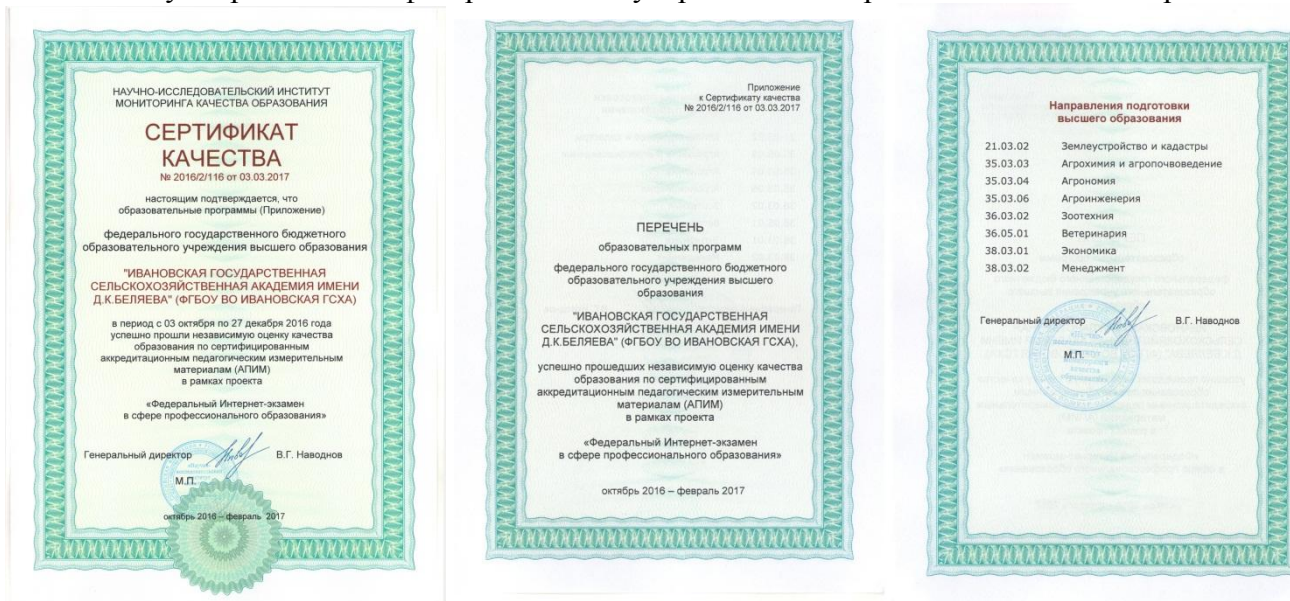 НАУЧНО-ИССЛЕДОВАТЕЛЬСКИЙ ИНСТИТУТ
МОНИТОРИНГА КАЧЕСТВА ОБРАЗОВАНИЯ
СЕРТИФИКАТ
КАЧЕСТВА
№ 2016/2/116 от 03.03.2017
настоящим подтверждается, что
образовательные программы (Приложение)
федерального государственного бюджетного
образовательного учреждения высшего образования
"ИВАНОВСКАЯ ГОСУДАРСТВЕННАЯ
СЕЛЬСКОХОЗЯЙСТВЕННАЯ АКАДЕМИЯ ИМЕНИ
Д.К.БЕЛЯЕВА" (ФГБОУ ВО ИВАНОВСКАЯ ГСХА)
в период с 03 октября по 27 декабря 2016 года
успешно прошли независимую оценку качества
образования по сертифицированным
аккредитационным педагогическим измерительным
материалам (АПИМ)
в рамках проекта
«Федеральный Интернет-экзамен
в сфере профессионального образования»
Генеральный директор В.Г. Наводнов
М.П.
октябрь 2016 – февраль 2017
Приложение
к Сертификату качества
№ 2016/2/116 от 03.03.2017
ПЕРЕЧЕНЬ
образовательных программ
федерального государственного бюджетного
образовательного учреждения высшего
образования
"ИВАНОВСКАЯ ГОСУДАРСТВЕННАЯ
СЕЛЬСКОХОЗЯЙСТВЕННАЯ АКАДЕМИЯ ИМЕНИ
Д.К.БЕЛЯЕВА" (ФГБОУ ВО ИВАНОВСКАЯ ГСХА),
успешно прошедших независимую оценку качества
образования по сертифицированным
аккредитационным педагогическим измерительным
материалам (АПИМ)
в рамках проекта
«Федеральный Интернет-экзамен
в сфере профессионального образования»
октябрь 2016 – февраль 2017
Направления подготовки
высшего образования
21.03.02 Землеустройство и кадастры
35.03.03 Агрохимия и агропочвоведение
35.03.04 Агрономия
35.03.06 Агроинженерия
36.03.02 Зоотехния
36.05.01 Ветеринария
38.03.01 Экономика
38.03.02 Менеджмент
Генеральный директор В.Г. Наводнов
М.П.